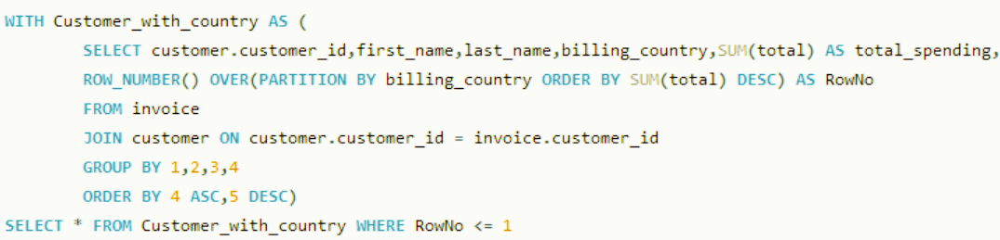 WITH Customer_with_country AS (
SELECT customer.customer_id,first_name,last_name,billing_country,SUM(total) AS total_spending,
ROW_NUMBER() OVER(PARTITION BY billing_country ORDER BY SUM(total) DESC) AS RowNo
FROM invoice
JOIN customer ON customer.customer_id = invoice.customer_id
GROUP BY 1,2,3,4
ORDER BY 4 ASC,5 DESC)
SELECT * FROM Customer_with_country WHERE RowNo <= 1